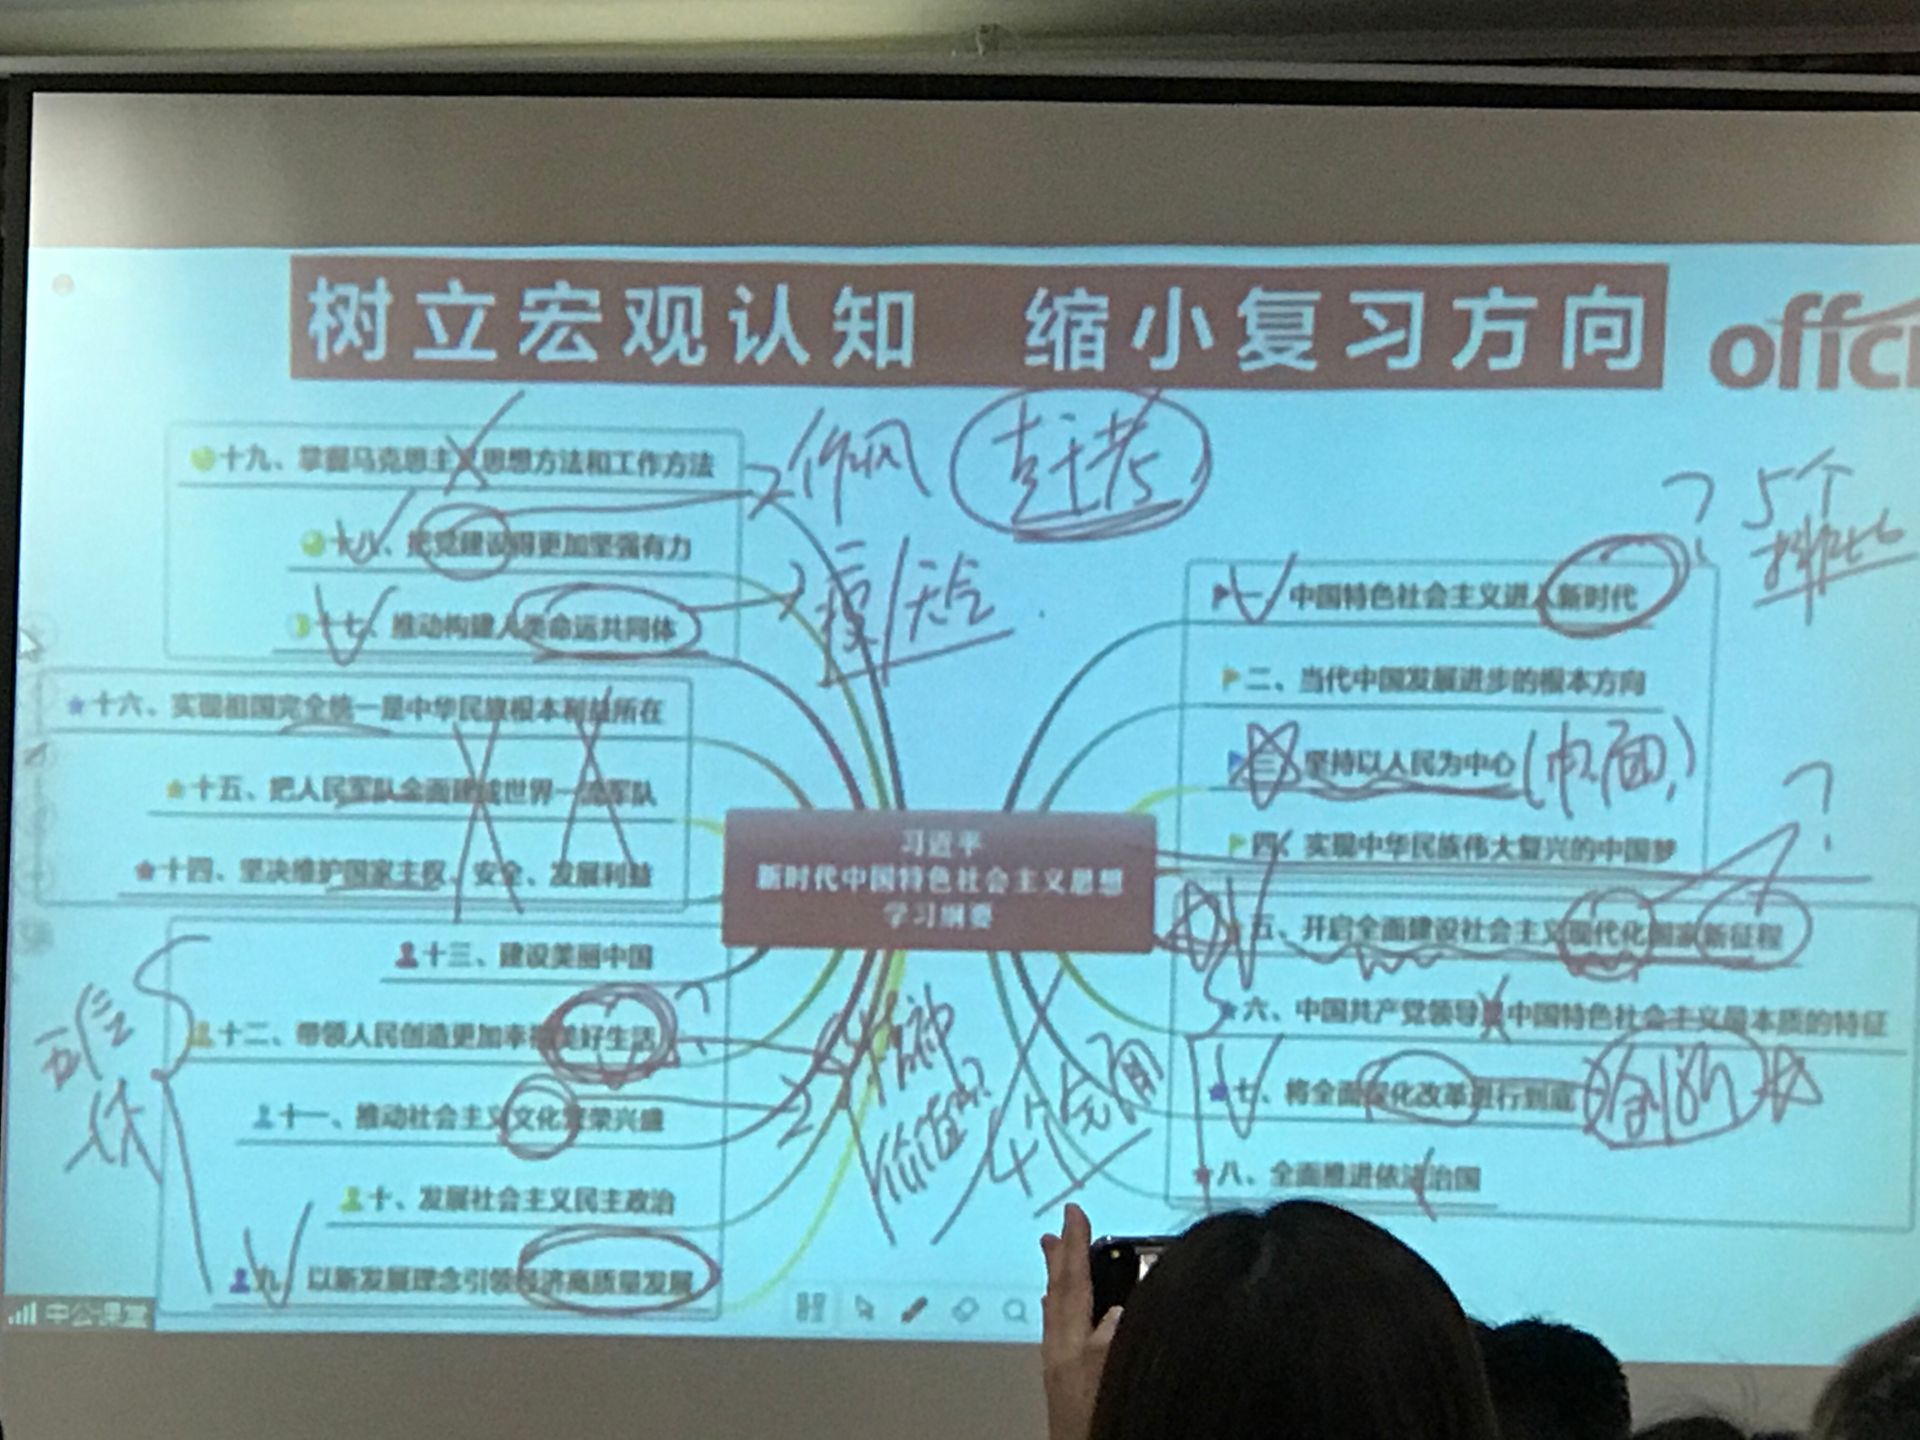 树立宏观认知 缩小复习方向
offc
十九、掌握马克思主义思想方法和工作方法
十八、把党建设得更加坚强有力
十七、推动构建人类命运共同体
十六、实现祖国完全统一是中华民族根本利益所在
十五、把人民军队全面建成世界一流军队
十四、坚决维护国家主权、安全、发展利益
十三、建设美丽中国
十二、带领人民创造更加幸福美好生活
十一、推动社会主义文化繁荣兴盛
十、发展社会主义民主政治
九、以新发展理念引领经济高质量发展
习近平
新时代中国特色社会主义思想
学习纲要
一、中国特色社会主义进入新时代
二、当代中国发展进步的根本方向
三、坚持以人民为中心
四、实现中华民族伟大复兴的中国梦
五、开启全面建设社会主义现代化国家新征程
六、中国共产党领导是中国特色社会主义最本质的特征
七、将全面深化改革进行到底
八、全面推进依法治国
作风
?
5个
排比
?
五位一体
精神
价值观
4个全面
创新
中公课堂